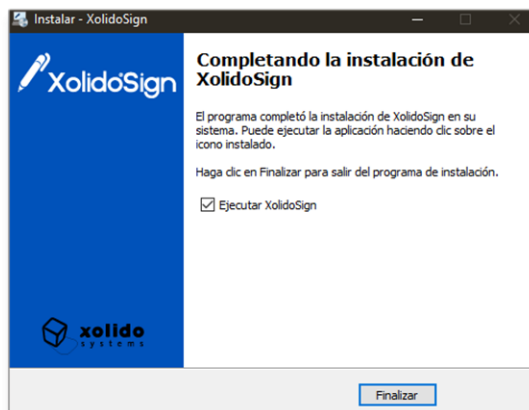 Instalar - XolidoSign
XolidoSign
Completando la instalación de
XolidoSign
El programa completó la instalación de XolidoSign en su
sistema. Puede ejecutar la aplicación haciendo clic sobre el
icono instalado.
Haga clic en Finalizar para salir del programa de instalación.
Ejecutar XolidoSign
xolido
systems
Finalizar